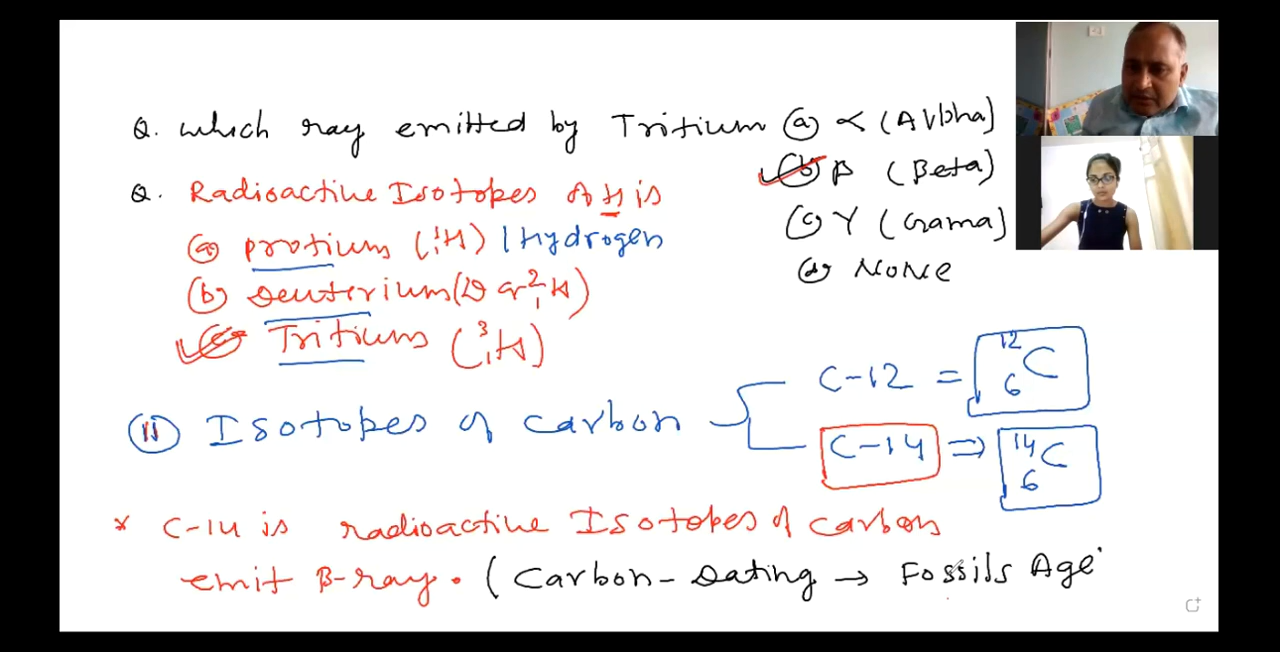 Q. which ray emitted by Tritium (a) ∝ (Alpha)
(b) β (Beta)
(c) γ (Gama)
(d) NONE
Q. Radioactive Isotopes of H is
(a) protium (¹₁H) | Hydrogen
(b) Deuterium (D or ²₁H)
(c) Tritium (³₁H)
(ii) Isotopes of carbon
C-12 = ¹²₆C
C-14 ⇒ ¹⁴₆C
* C-14 is radioactive Isotopes of carbon
emit β-ray. (Carbon-Dating → Fossils Age